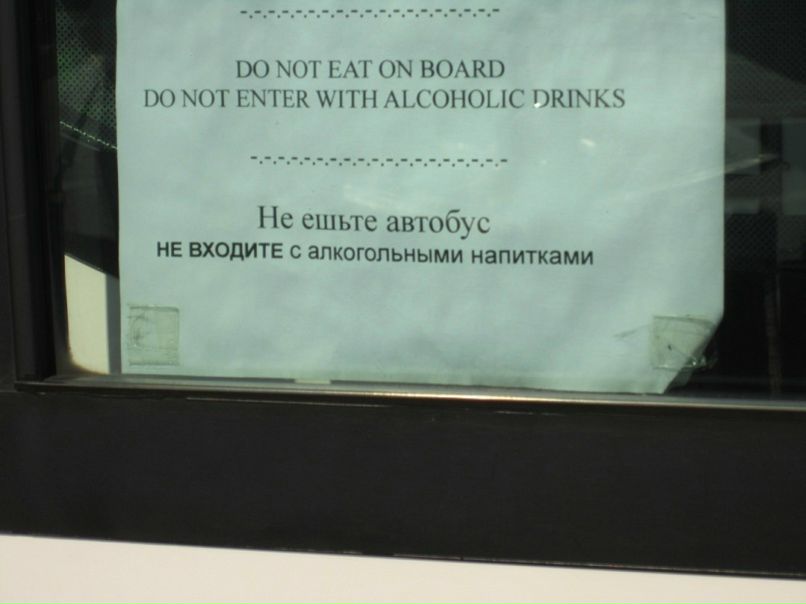 -.-.-.-.-.-.-.-.-.-.-.-.-.-.-.-.-.-.-
DO NOT EAT ON BOARD
DO NOT ENTER WITH ALCOHOLIC DRINKS
-.-.-.-.-.-.-.-.-.-.-.-.-.-.-.-.-.-.-
Не ешьте автобус
НЕ ВХОДИТЕ с алкогольными напитками